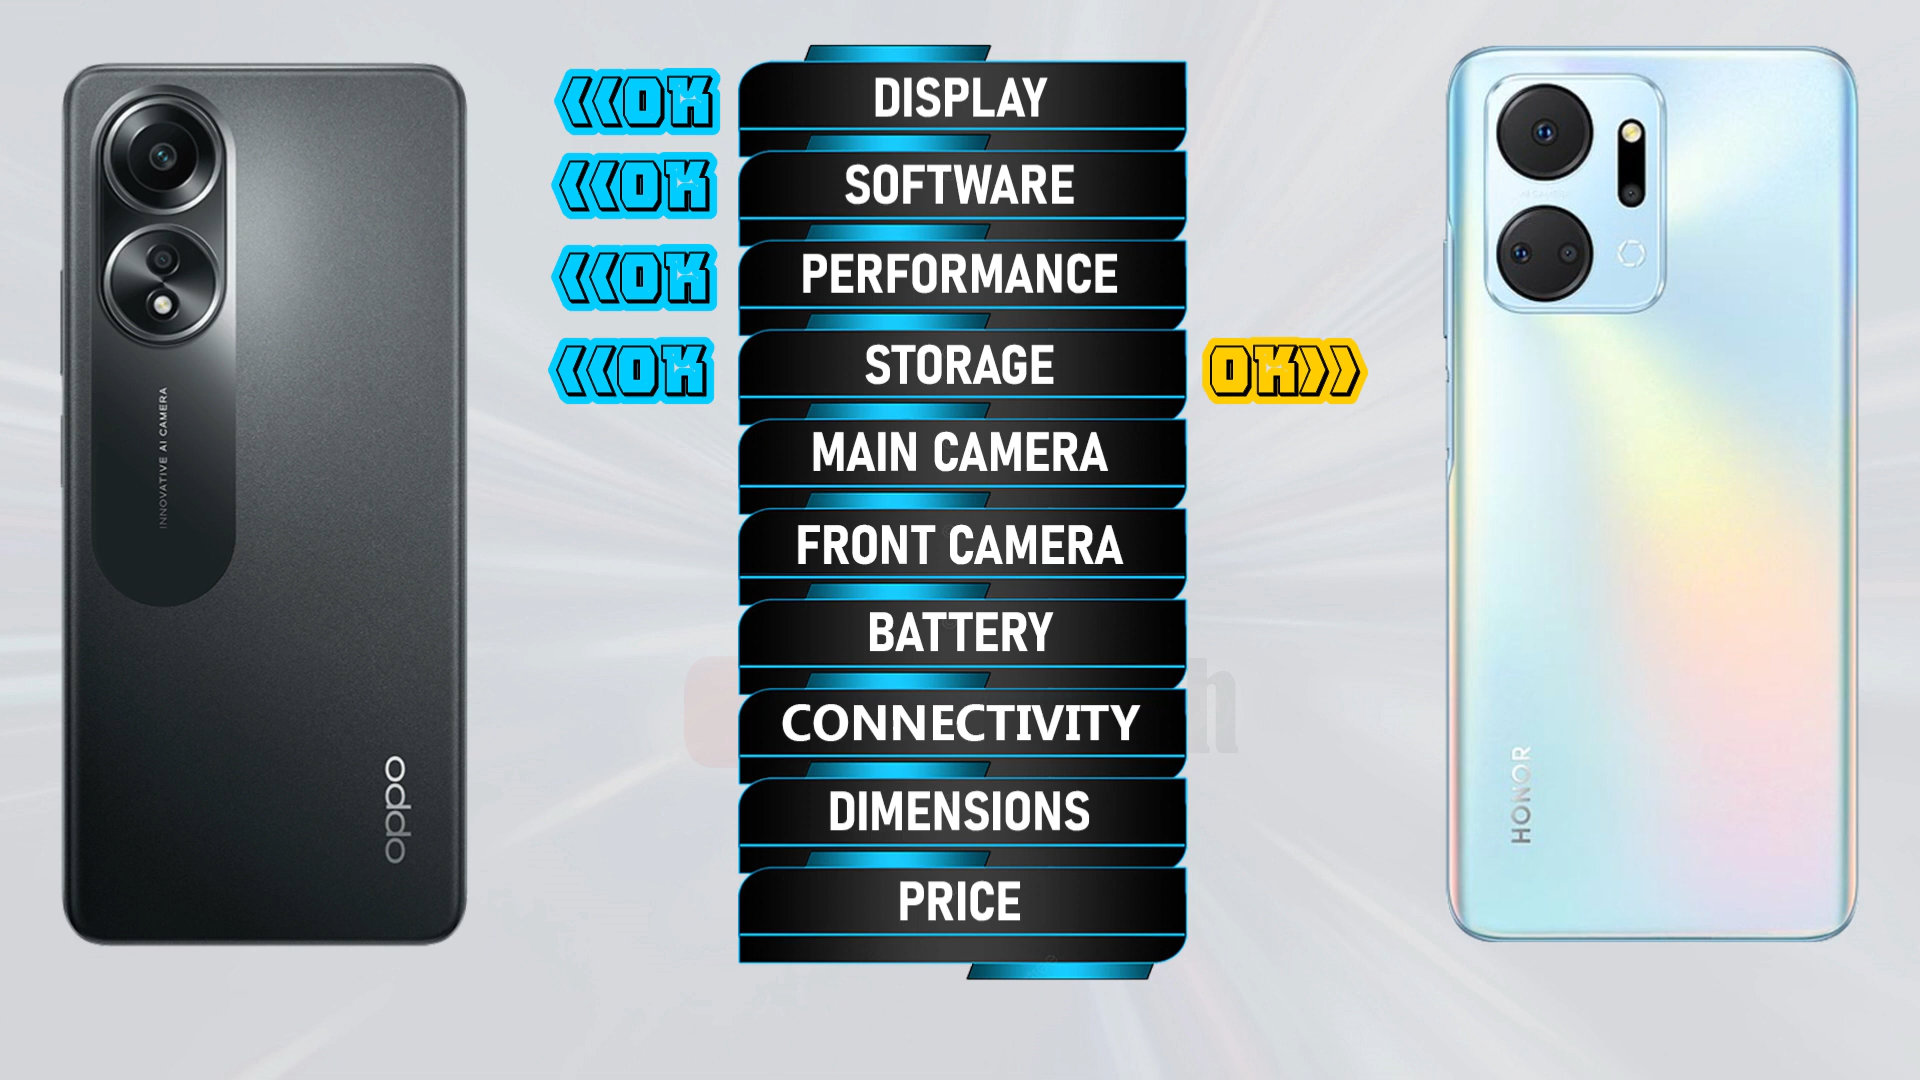 <<OK DISPLAY
<<OK SOFTWARE
<<OK PERFORMANCE
<<OK STORAGE OK>>
MAIN CAMERA
FRONT CAMERA
BATTERY
CONNECTIVITY
DIMENSIONS
PRICE
INNOVATIVE AI CAMERA
oppo
HONOR